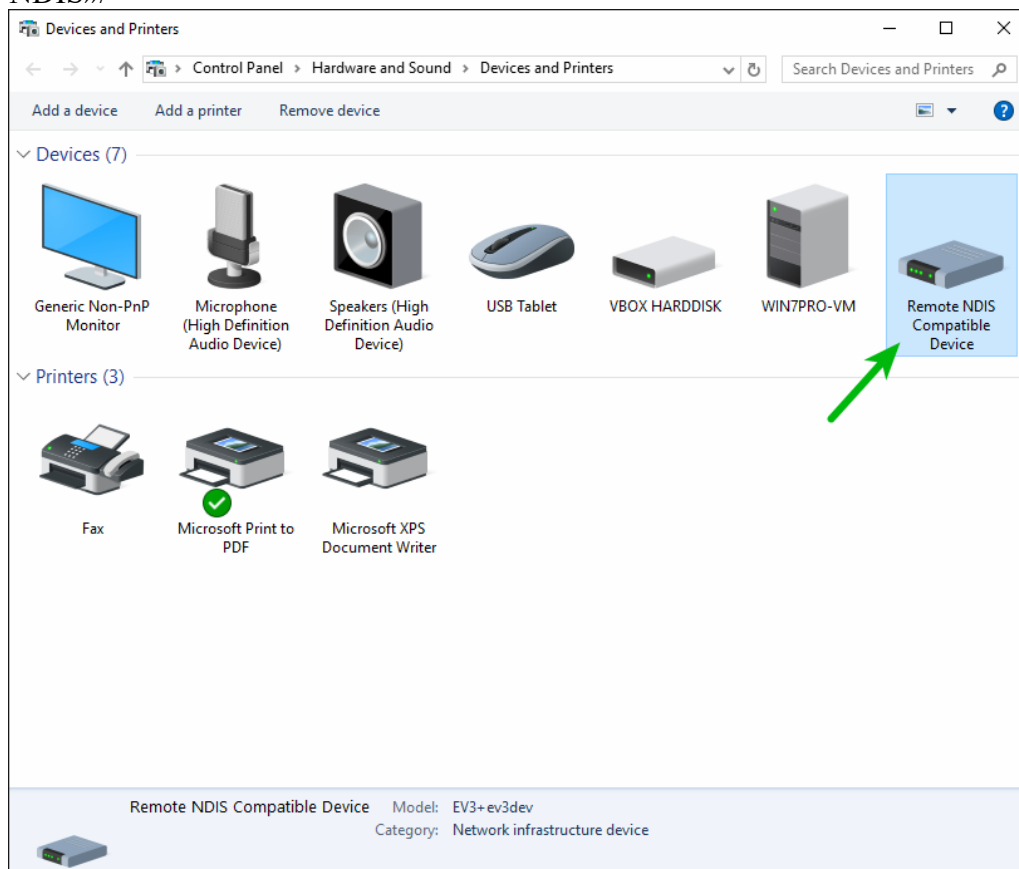 NDIS»»
Devices and Printers
Control Panel > Hardware and Sound > Devices and Printers
Search Devices and Printers
Add a device Add a printer Remove device
Devices (7)
Generic Non-PnP
Monitor
Microphone
(High Definition
Audio Device)
Speakers (High
Definition Audio
Device)
USB Tablet
VBOX HARDDISK
WIN7PRO-VM
Remote NDIS
Compatible
Device
Printers (3)
Fax
Microsoft Print to
PDF
Microsoft XPS
Document Writer
Remote NDIS Compatible Device Model: EV3+ev3dev
Category: Network infrastructure device